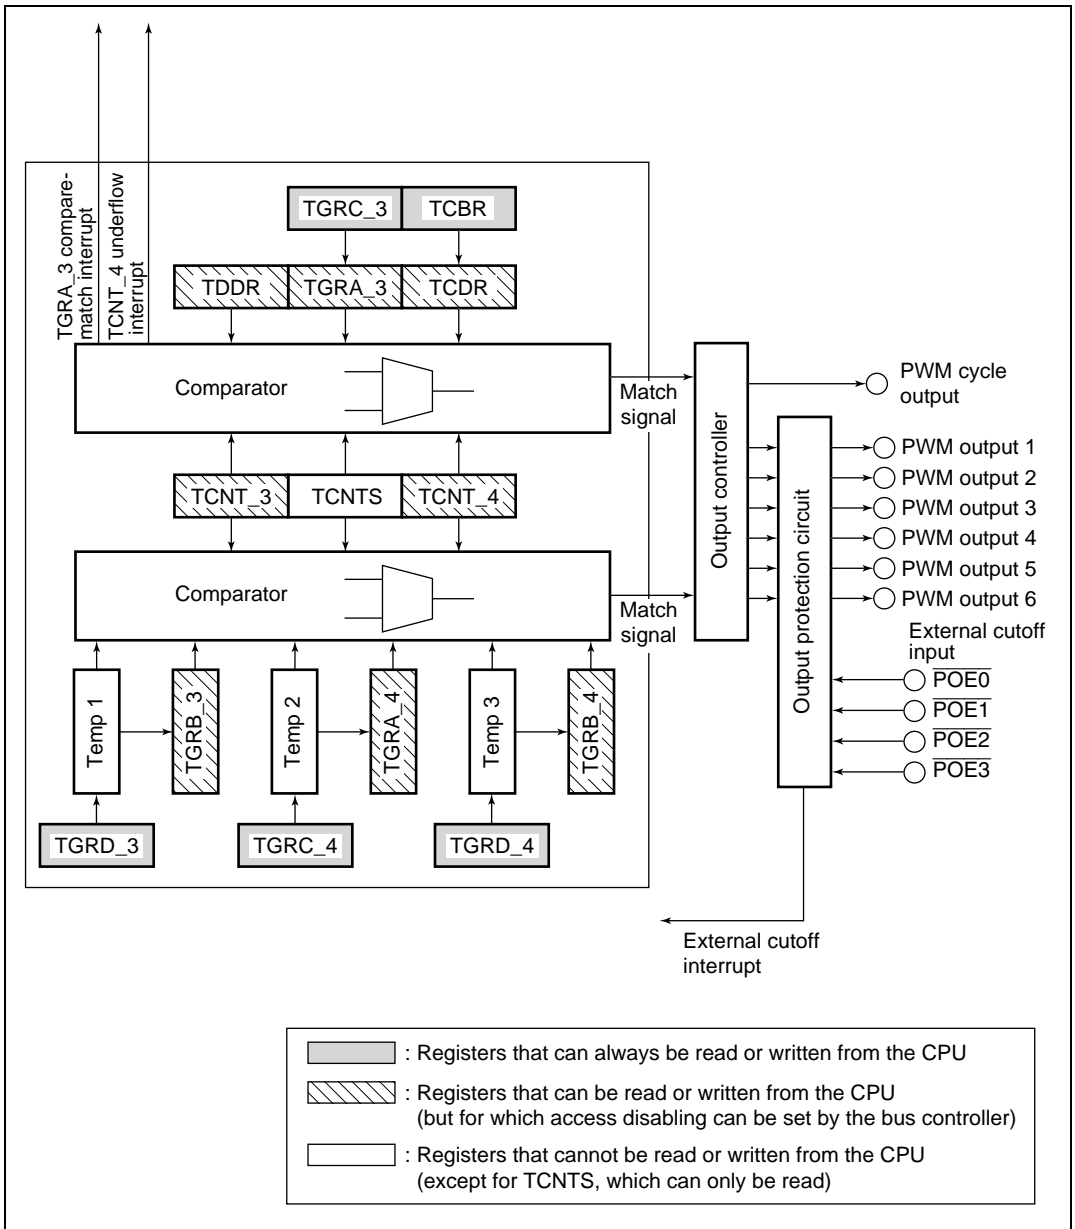 TGRA_3 compare-
match interrupt
TCNT_4 underflow
interrupt
TGRC_3
TCBR
TDDR
TGRA_3
TCDR
Comparator
Match
signal
PWM cycle
output
Output controller
Output protection circuit
PWM output 1
PWM output 2
PWM output 3
PWM output 4
PWM output 5
PWM output 6
TCNT_3
TCNTS
TCNT_4
Comparator
Match
signal
External cutoff
input
POE0
POE1
POE2
POE3
Temp 1
TGRB_3
Temp 2
TGRA_4
Temp 3
TGRB_4
TGRD_3
TGRC_4
TGRD_4
External cutoff
interrupt
: Registers that can always be read or written from the CPU
: Registers that can be read or written from the CPU
(but for which access disabling can be set by the bus controller)
: Registers that cannot be read or written from the CPU
(except for TCNTS, which can only be read)